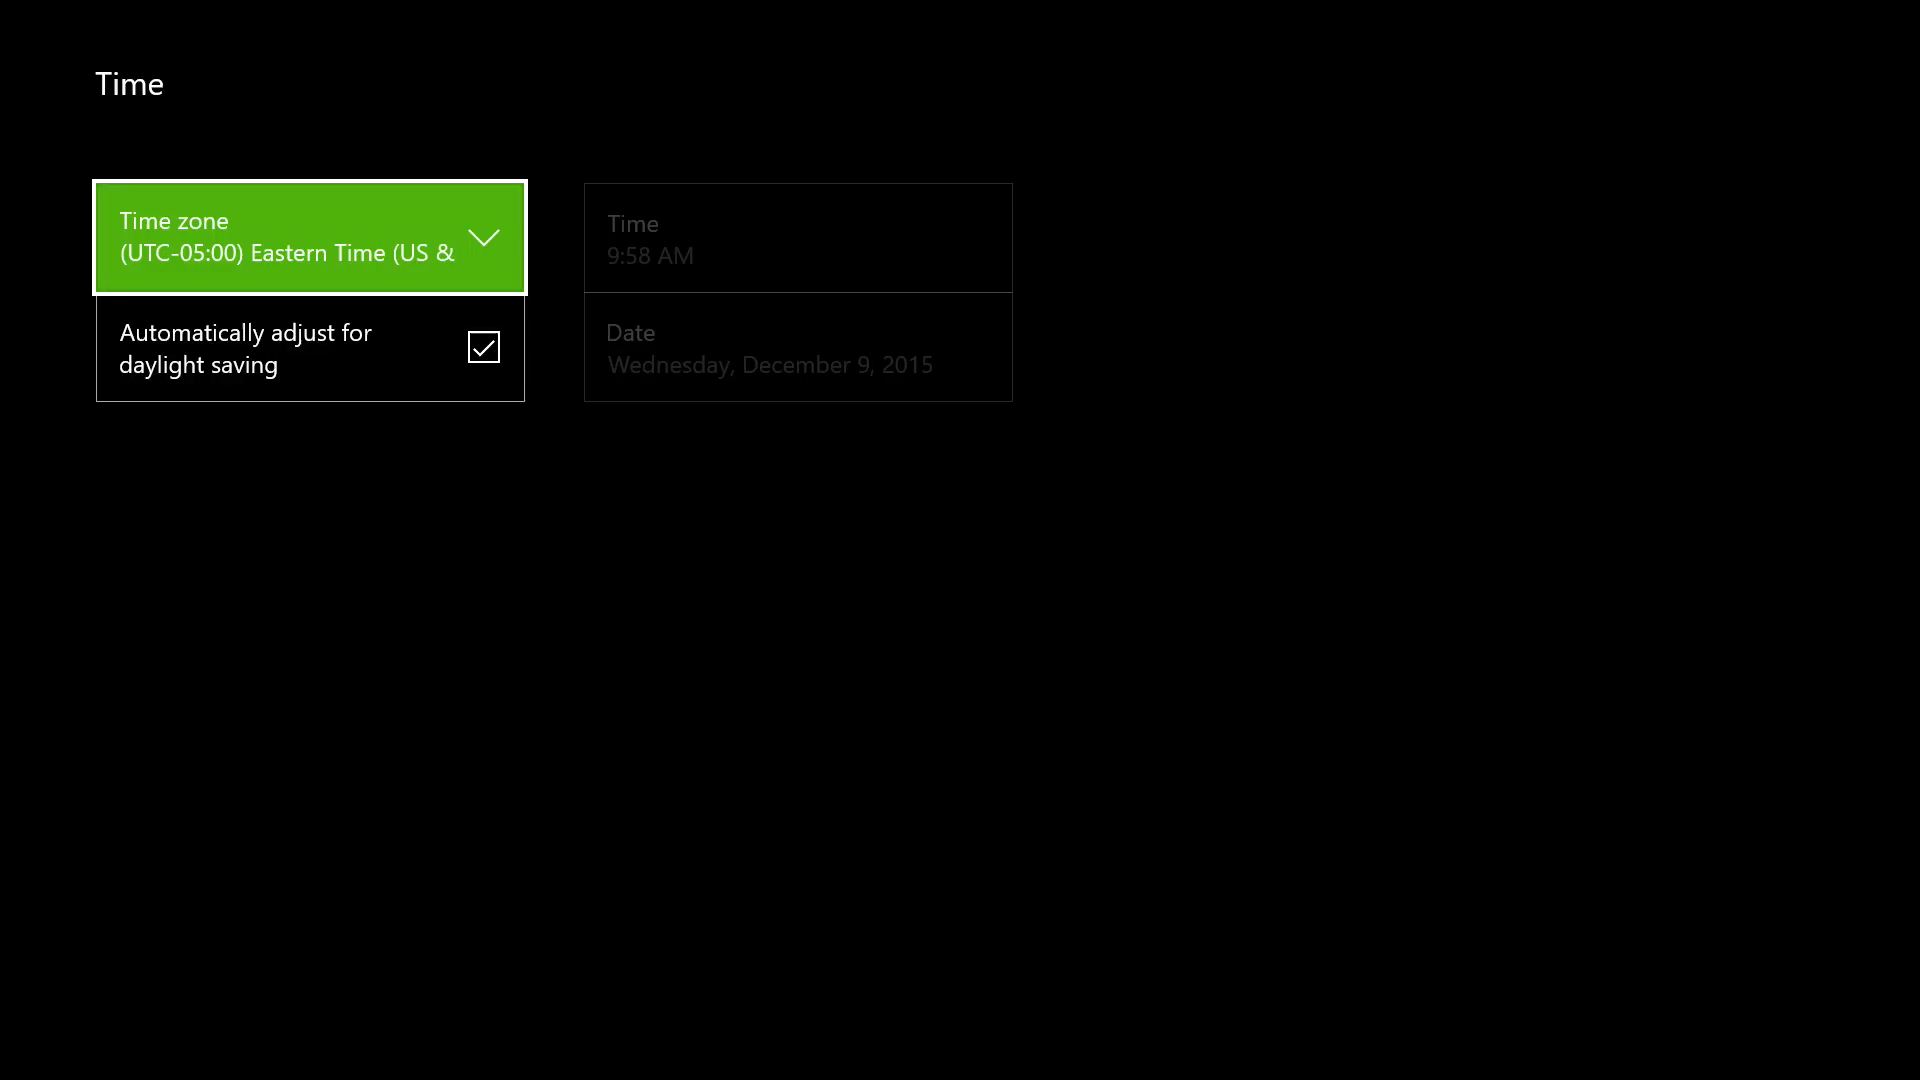 Time
Time zone
(UTC-05:00) Eastern Time (US &
Automatically adjust for
daylight saving
Time
9:58 AM
Date
Wednesday, December 9, 2015